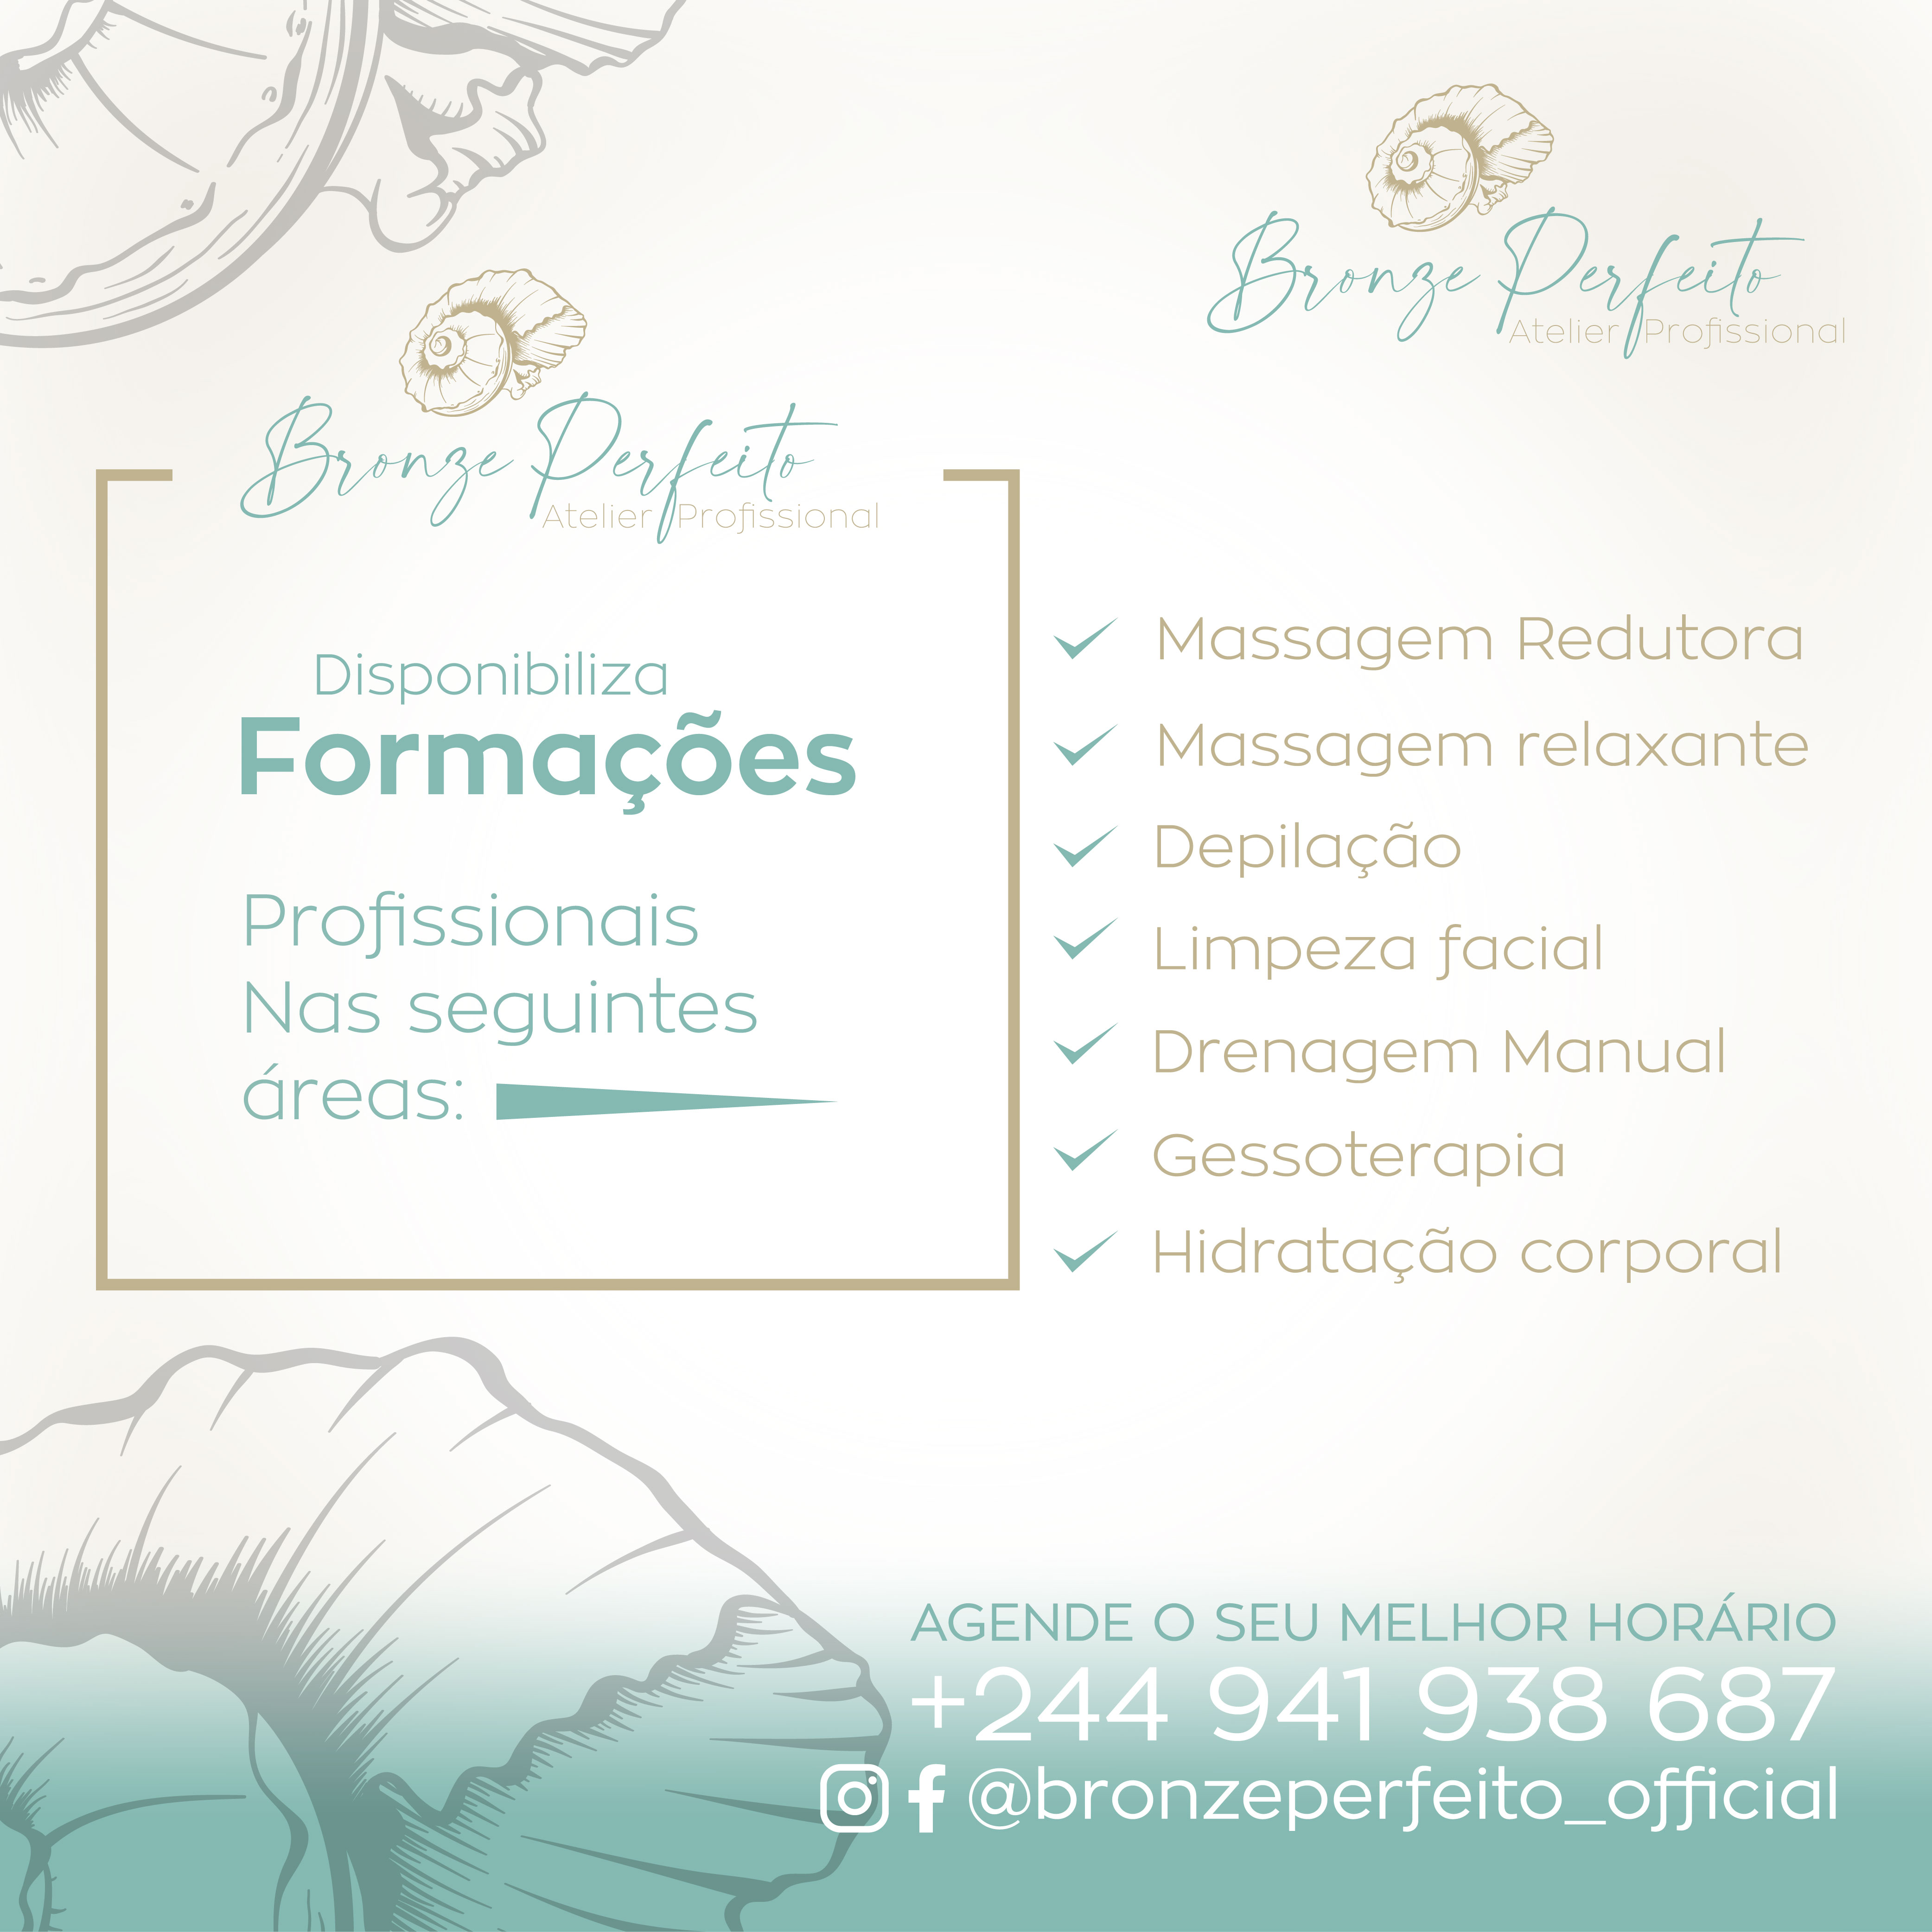 Bronze Perfeito
Atelier Profissional
Bronze Perfeito
Atelier Profissional
Disponibiliza
Formações
Profissionais
Nas seguintes
áreas:
Massagem Redutora
Massagem relaxante
Depilação
Limpeza facial
Drenagem Manual
Gessoterapia
Hidratação corporal
AGENDE O SEU MELHOR HORÁRIO
+244 941 938 687
@bronzeperfeito_official